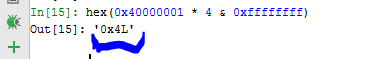 In[15]: hex(0x40000001 * 4 & 0xffffffff)
Out[15]: '0x4L'